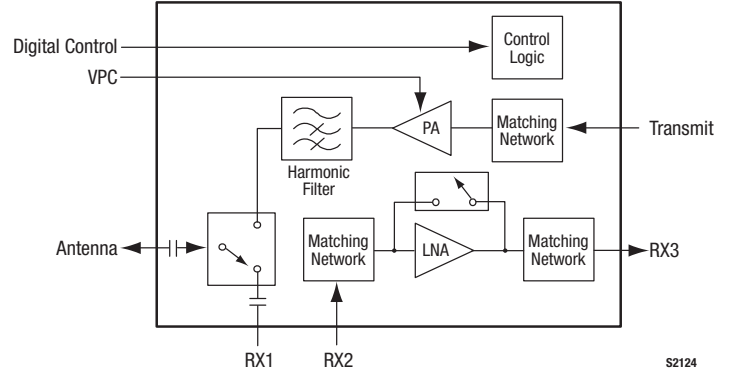 Digital Control
Control
Logic
VPC
PA
Matching
Network
Transmit
Harmonic
Filter
Antenna
Matching
Network
LNA
Matching
Network
RX3
RX1
RX2
S2124